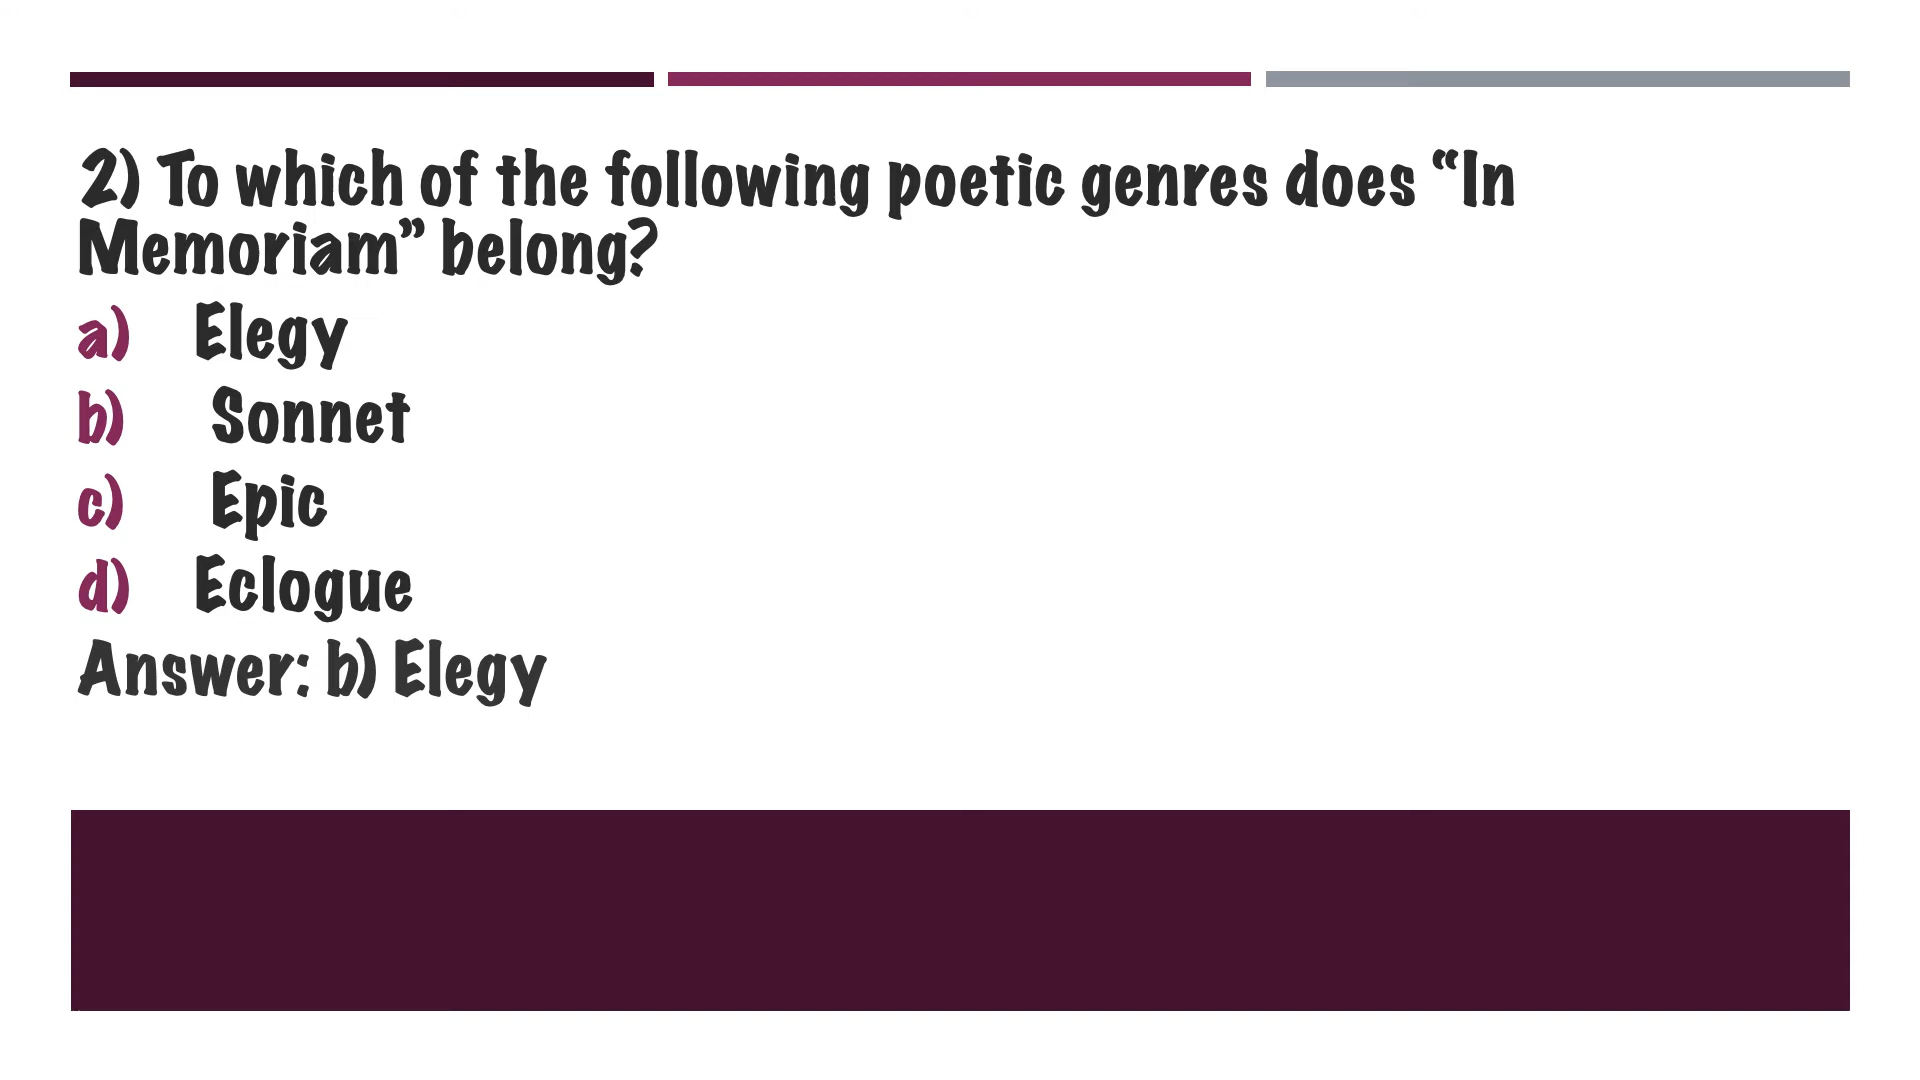 2) To which of the following poetic genres does “In
Memoriam” belong?
a) Elegy
b) Sonnet
c) Epic
d) Eclogue
Answer: b) Elegy